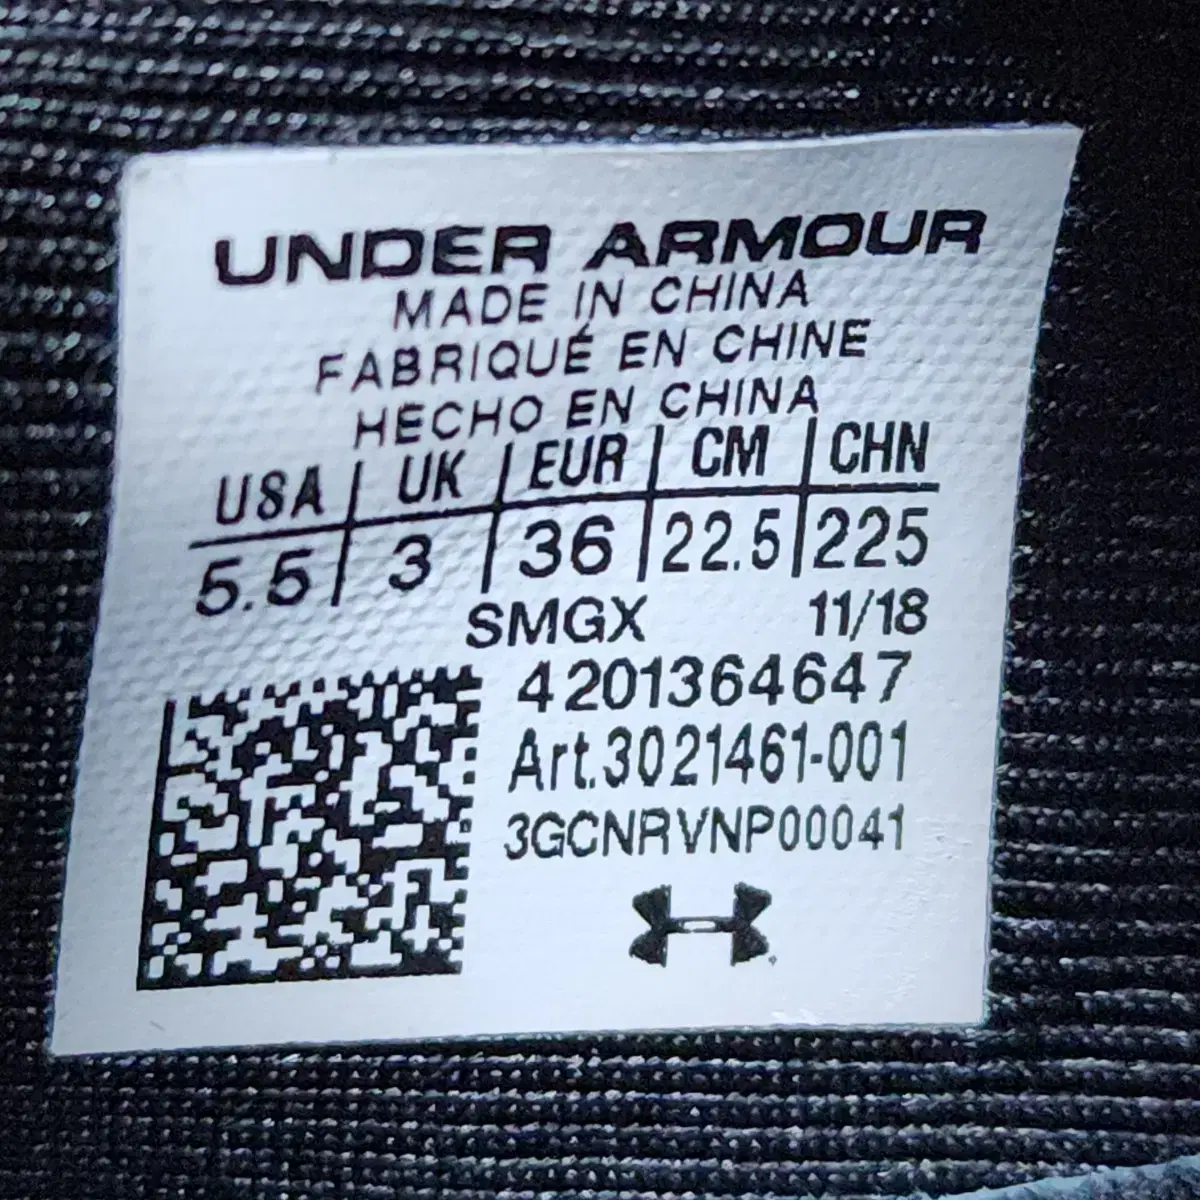 UNDER ARMOUR
MADE IN CHINA
FABRIQUÉ EN CHINE
HECHO EN CHINA
USA | UK | EUR | CM | CHN
5.5 | 3 | 36 | 22.5 | 225
SMGX 11/18
4201364647
Art.3021461-001
3GCNRVNP00041